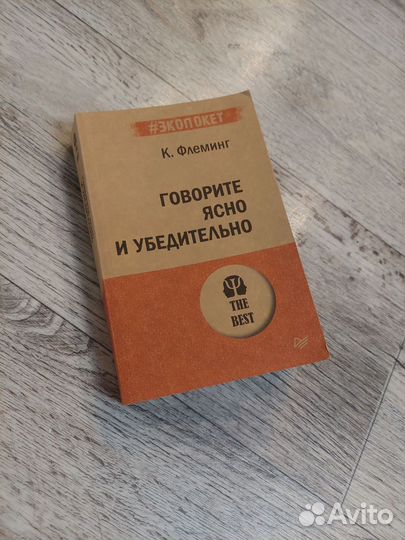 #ЭКОПОКЕТ
К. Флеминг
ГОВОРИТЕ
ЯСНО
И УБЕДИТЕЛЬНО
Ψ
THE
BEST
Avito